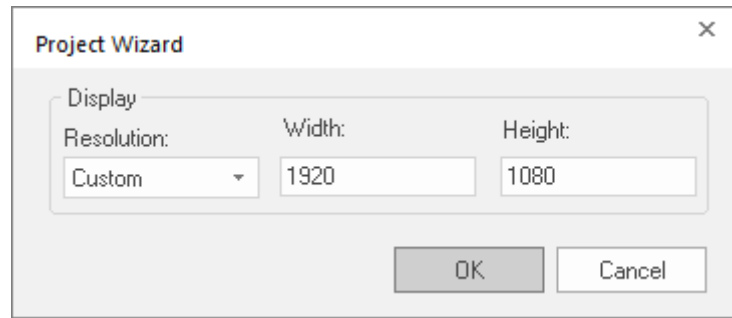 Project Wizard
Display
Resolution: Width: Height:
Custom 1920 1080
OK Cancel